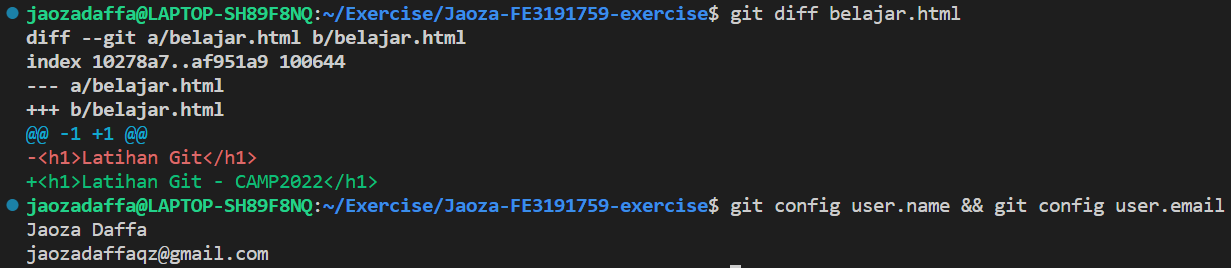 jaozadaffa@LAPTOP-SH89F8NQ:~/Exercise/Jaoza-FE3191759-exercise$ git diff belajar.html
diff --git a/belajar.html b/belajar.html
index 10278a7..af951a9 100644
--- a/belajar.html
+++ b/belajar.html
@@ -1 +1 @@
-<h1>Latihan Git</h1>
+<h1>Latihan Git - CAMP2022</h1>
jaozadaffa@LAPTOP-SH89F8NQ:~/Exercise/Jaoza-FE3191759-exercise$ git config user.name && git config user.email
Jaoza Daffa
jaozadaffaqz@gmail.com